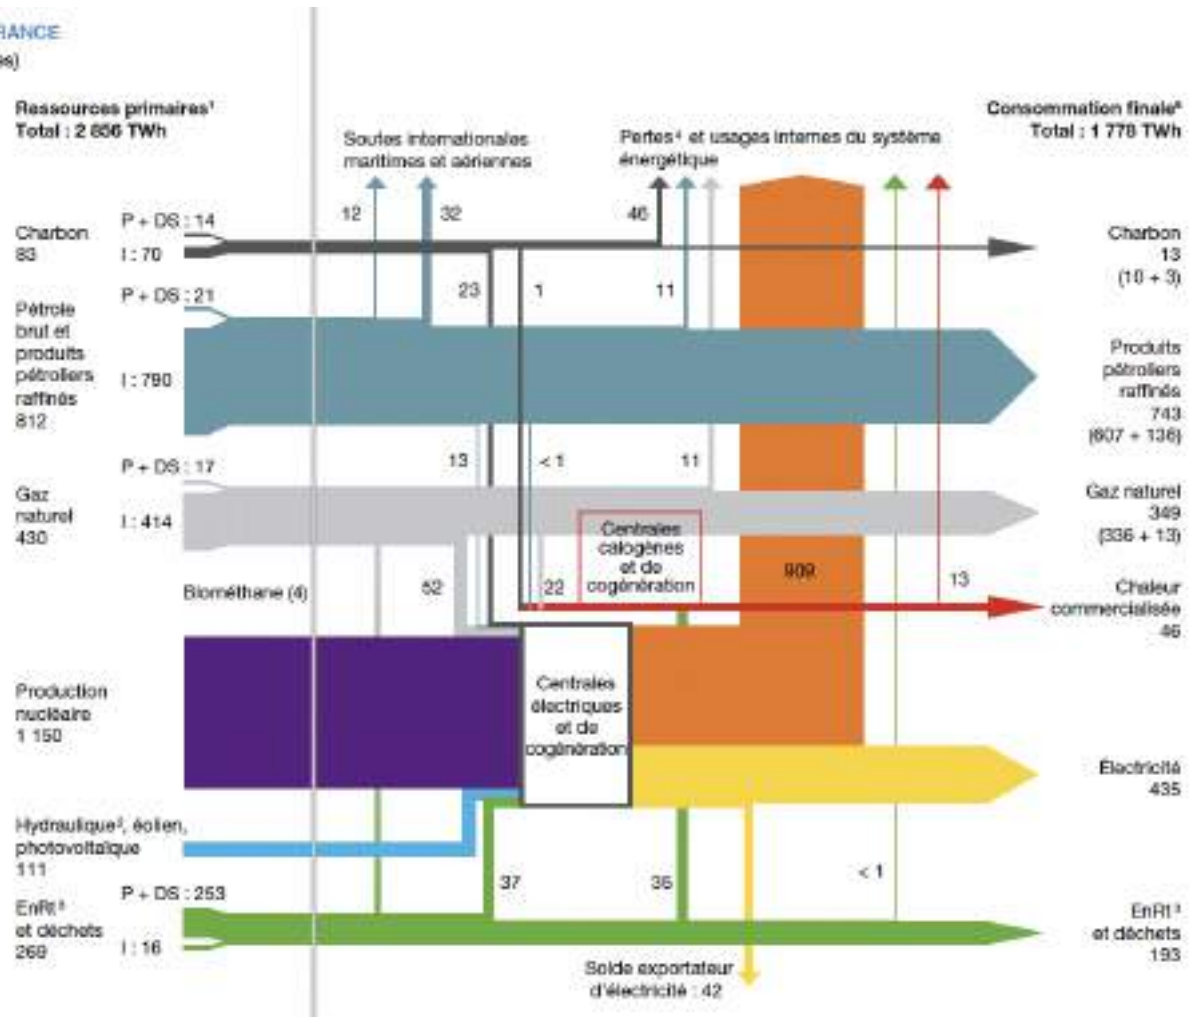 RANCE
es)
Ressources primaires¹
Total : 2 856 TWh
Consommation finale⁵
Total : 1 778 TWh
Soutes internationales
maritimes et aériennes
Pertes⁴ et usages internes du système
énergétique
12
32
46
Charbon
83
P + DS : 14
I : 70
23
1
11
Charbon
13
(10 + 3)
Pétrole
brut et
produits
pétroliers
raffinés
812
P + DS : 21
I : 790
Produits
pétroliers
raffinés
743
(607 + 136)
13
< 1
11
Gaz
naturel
430
P + DS : 17
I : 414
Gaz naturel
349
(336 + 13)
Centrales
calogènes
et de
cogénération
Biométhane (4)
52
22
909
13
Chaleur
commercialisée
46
Production
nucléaire
1 150
Centrales
électriques
et de
cogénération
Électricité
435
Hydraulique², éolien,
photovoltaïque
111
37
35
< 1
EnRt³
et déchets
269
P + DS : 253
I : 16
EnRt³
et déchets
193
Solde exportateur
d'électricité : 42